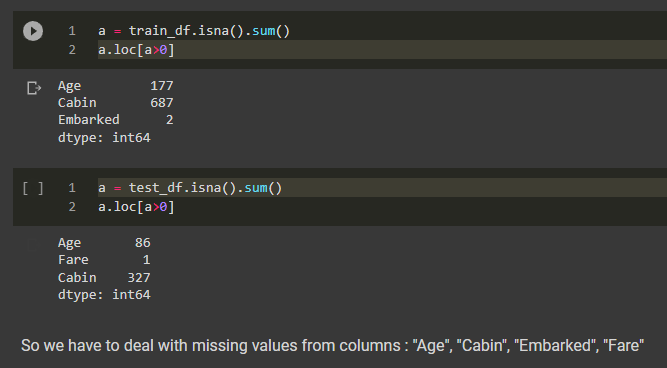 1 a = train_df.isna().sum()
2 a.loc[a>0]
Age 177
Cabin 687
Embarked 2
dtype: int64
[ ] 1 a = test_df.isna().sum()
2 a.loc[a>0]
Age 86
Fare 1
Cabin 327
dtype: int64
So we have to deal with missing values from columns : "Age", "Cabin", "Embarked", "Fare"